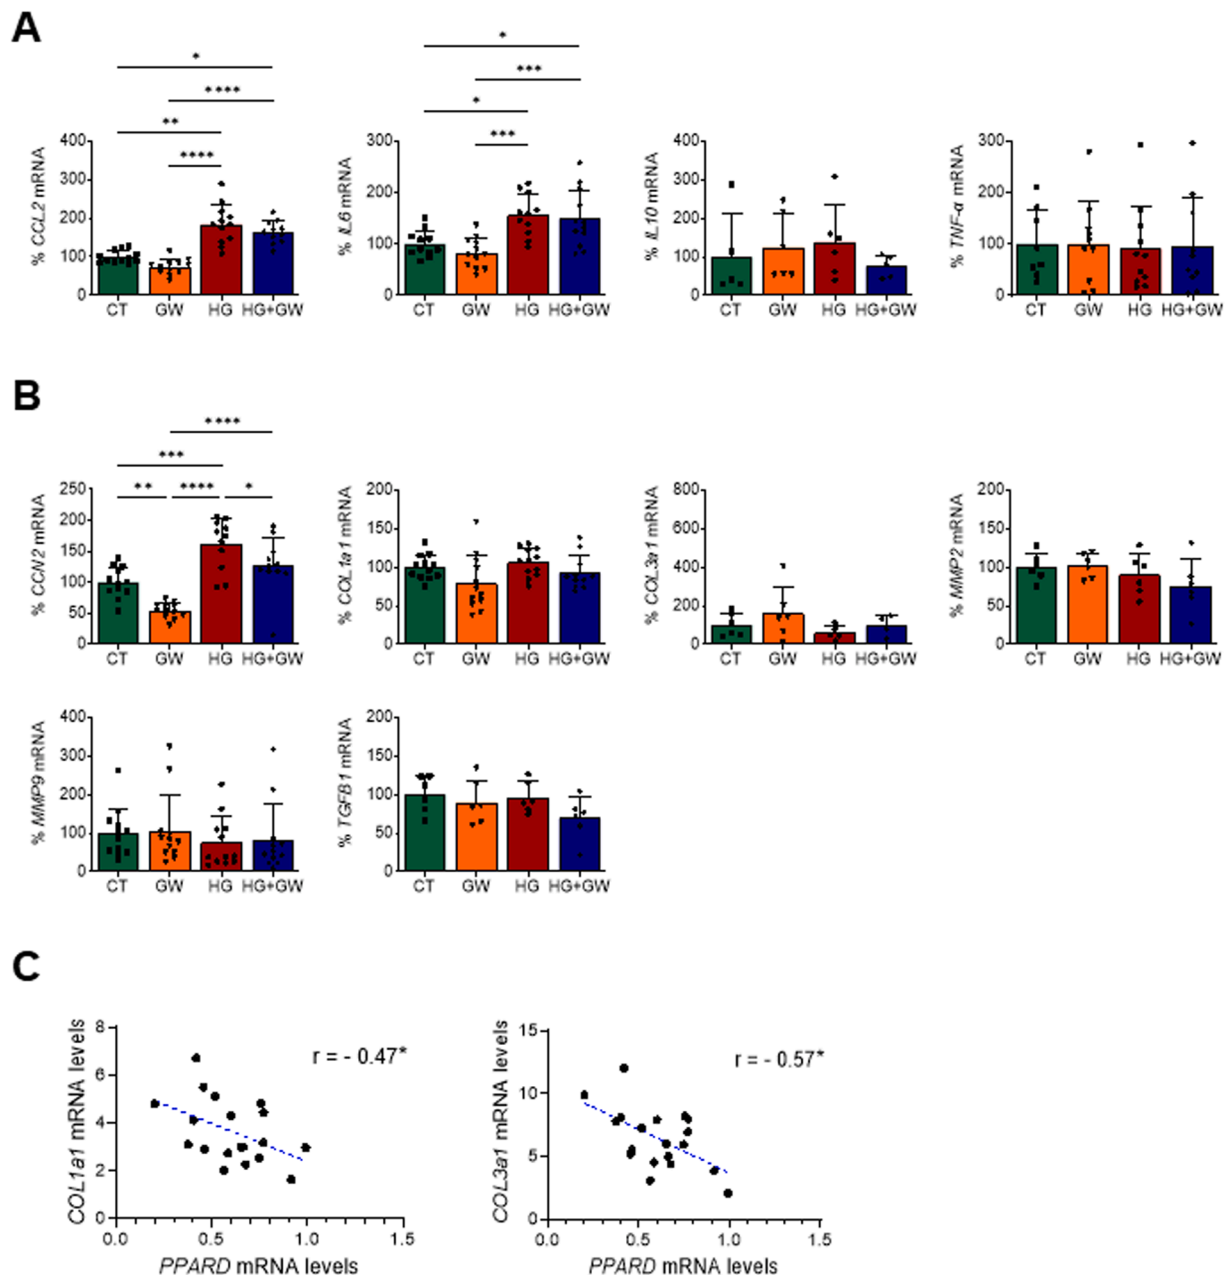 A
* 
****
**
****
% CCL2 mRNA
400
300
200
100
0
CT GW HG HG+GW
*
***
*
***
% IL6 mRNA
300
200
100
0
CT GW HG HG+GW
% IL10 mRNA
400
300
200
100
0
CT GW HG HG+GW
% TNF-α mRNA
300
200
100
0
CT GW HG HG+GW
B
****
***
** **** *
% CCN2 mRNA
250
200
150
100
50
0
CT GW HG HG+GW
% COL1a1 mRNA
200
150
100
50
0
CT GW HG HG+GW
% COL3a1 mRNA
800
600
400
200
0
CT GW HG HG+GW
% MMP2 mRNA
200
150
100
50
0
CT GW HG HG+GW
% MMP9 mRNA
400
300
200
100
0
CT GW HG HG+GW
% TGFB1 mRNA
200
150
100
50
0
CT GW HG HG+GW
C
COL1a1 mRNA levels
8
6
4
2
0
r = - 0.47*
0.0 0.5 1.0 1.5
PPARD mRNA levels
COL3a1 mRNA levels
15
10
5
0
r = - 0.57*
0.0 0.5 1.0 1.5
PPARD mRNA levels